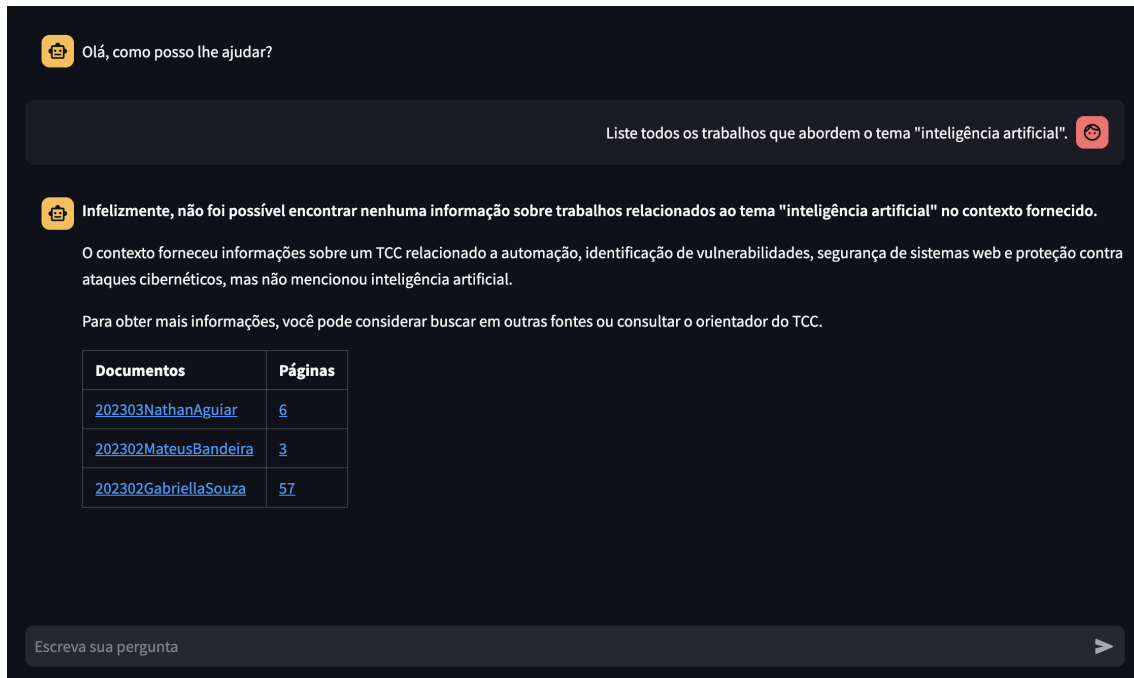 Olá, como posso lhe ajudar?
Liste todos os trabalhos que abordem o tema "inteligência artificial".
Infelizmente, não foi possível encontrar nenhuma informação sobre trabalhos relacionados ao tema "inteligência artificial" no contexto fornecido.
O contexto forneceu informações sobre um TCC relacionado a automação, identificação de vulnerabilidades, segurança de sistemas web e proteção contra
ataques cibernéticos, mas não mencionou inteligência artificial.
Para obter mais informações, você pode considerar buscar em outras fontes ou consultar o orientador do TCC.
Documentos Páginas
202303NathanAguiar 6
202302MateusBandeira 3
202302GabriellaSouza 57
Escreva sua pergunta